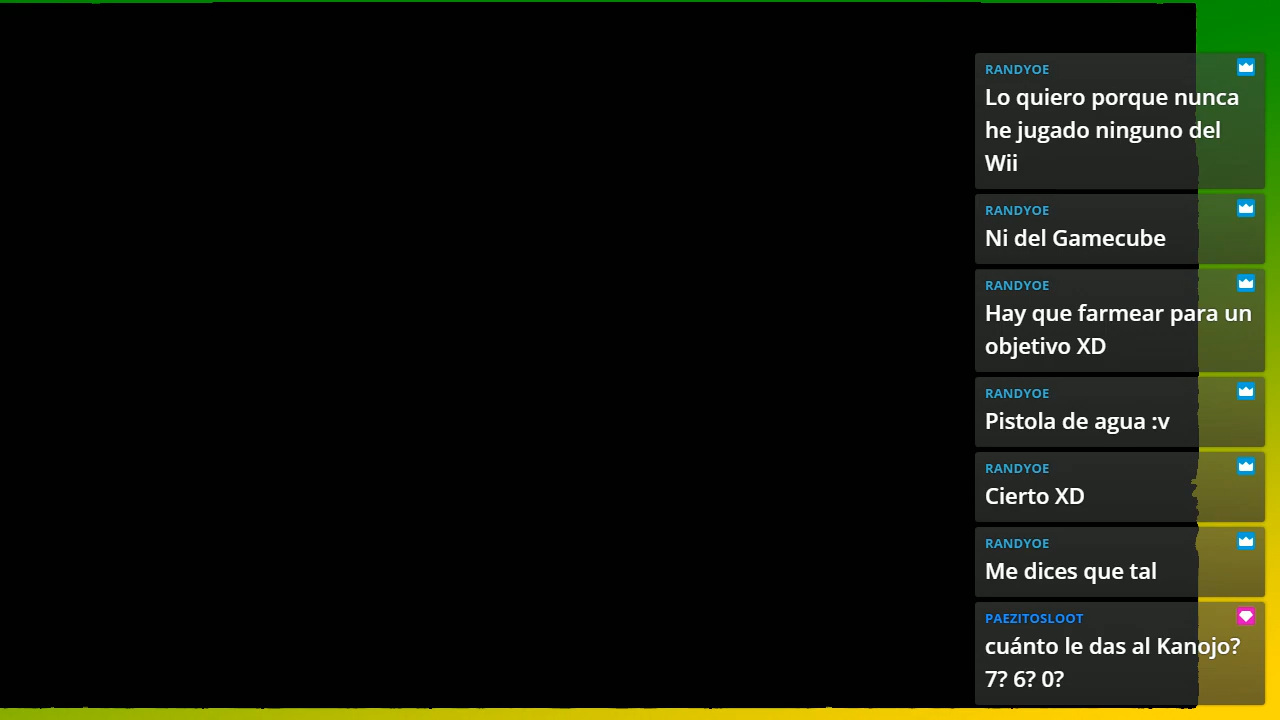 RANDYOE
Lo quiero porque nunca
he jugado ninguno del
Wii
RANDYOE
Ni del Gamecube
RANDYOE
Hay que farmear para un
objetivo XD
RANDYOE
Pistola de agua :v
RANDYOE
Cierto XD
RANDYOE
Me dices que tal
PAEZITOSLOOT
cuánto le das al Kanojo?
7? 6? 0?